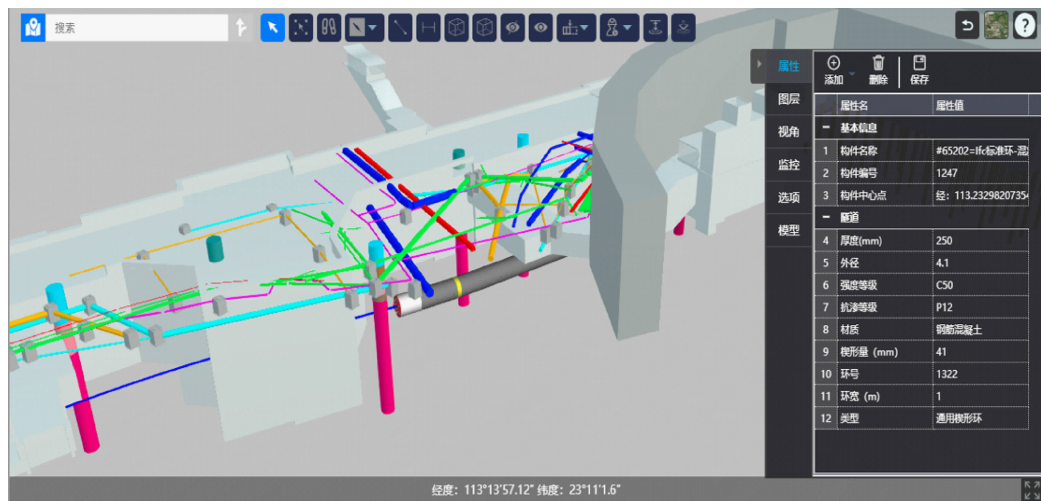 搜索
?
属性
图层
视角
监控
选项
模型
添加 删除 保存
属性名 属性值
− 基本信息
1 构件名称 #65202=Ifc标准环-混
2 构件编号 1247
3 构件中心点 经：113.2329820735
− 隧道
4 厚度(mm) 250
5 外径 4.1
6 强度等级 C50
7 抗渗等级 P12
8 材质 钢筋混凝土
9 楔形量（mm） 41
10 环号 1322
11 环宽（m） 1
12 类型 通用楔形环
经度：113°13'57.12" 纬度：23°11'1.6"